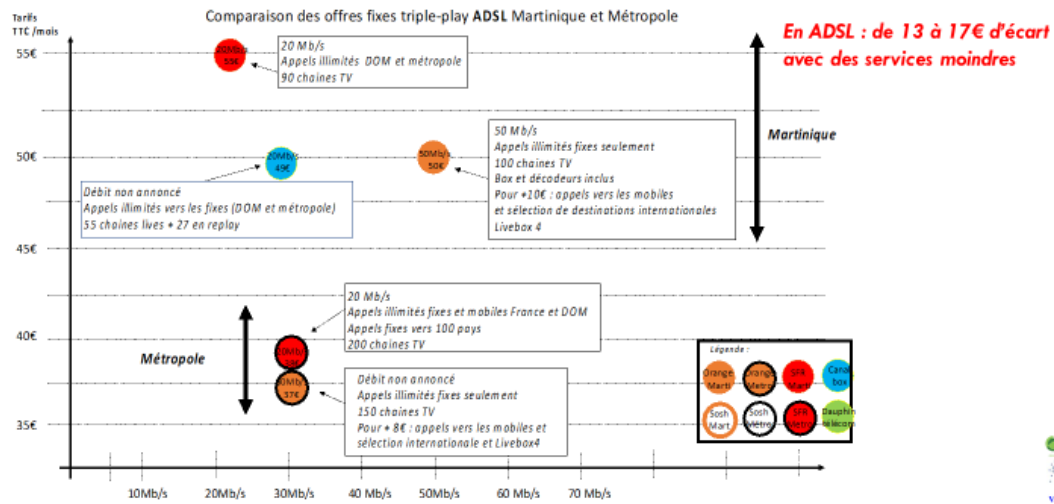 Comparaison des offres fixes triple-play ADSL Martinique et Métropole
Tarifs
TTC /mois
En ADSL : de 13 à 17€ d'écart
avec des services moindres
55€
20Mb/s
20 Mb/s
Appels illimités DOM et métropole
90 chaines TV
Martinique
50€
20Mb/s
49€
50Mb/s
50€
50 Mb/s
Appels illimités fixes seulement
100 chaines TV
Box et décodeurs inclus
Pour +10€ : appels vers les mobiles
et sélection de destinations internationales
Livebox 4
Débit non annoncé
Appels illimités vers les fixes (DOM et métropole)
55 chaines lives + 27 en replay
45€
20 Mb/s
Appels illimités fixes et mobiles France et DOM
Appels fixes vers 100 pays
200 chaines TV
40€
Métropole
20Mb/s
37€
Débit non annoncé
Appels illimités fixes seulement
150 chaines TV
Pour + 8€ : appels vers les mobiles et
sélection internationale et Livebox4
35€
Légende :
Orange
Marti
Orange
Metro
SFR
Marti
Canal
box
Sosh
Mart.
Sosh
Métro
SFR
Metro
Dauphin
télécom
10Mb/s
20Mb/s
30Mb/s
40 Mb/s
50Mb/s
60 Mb/s
70 Mb/s